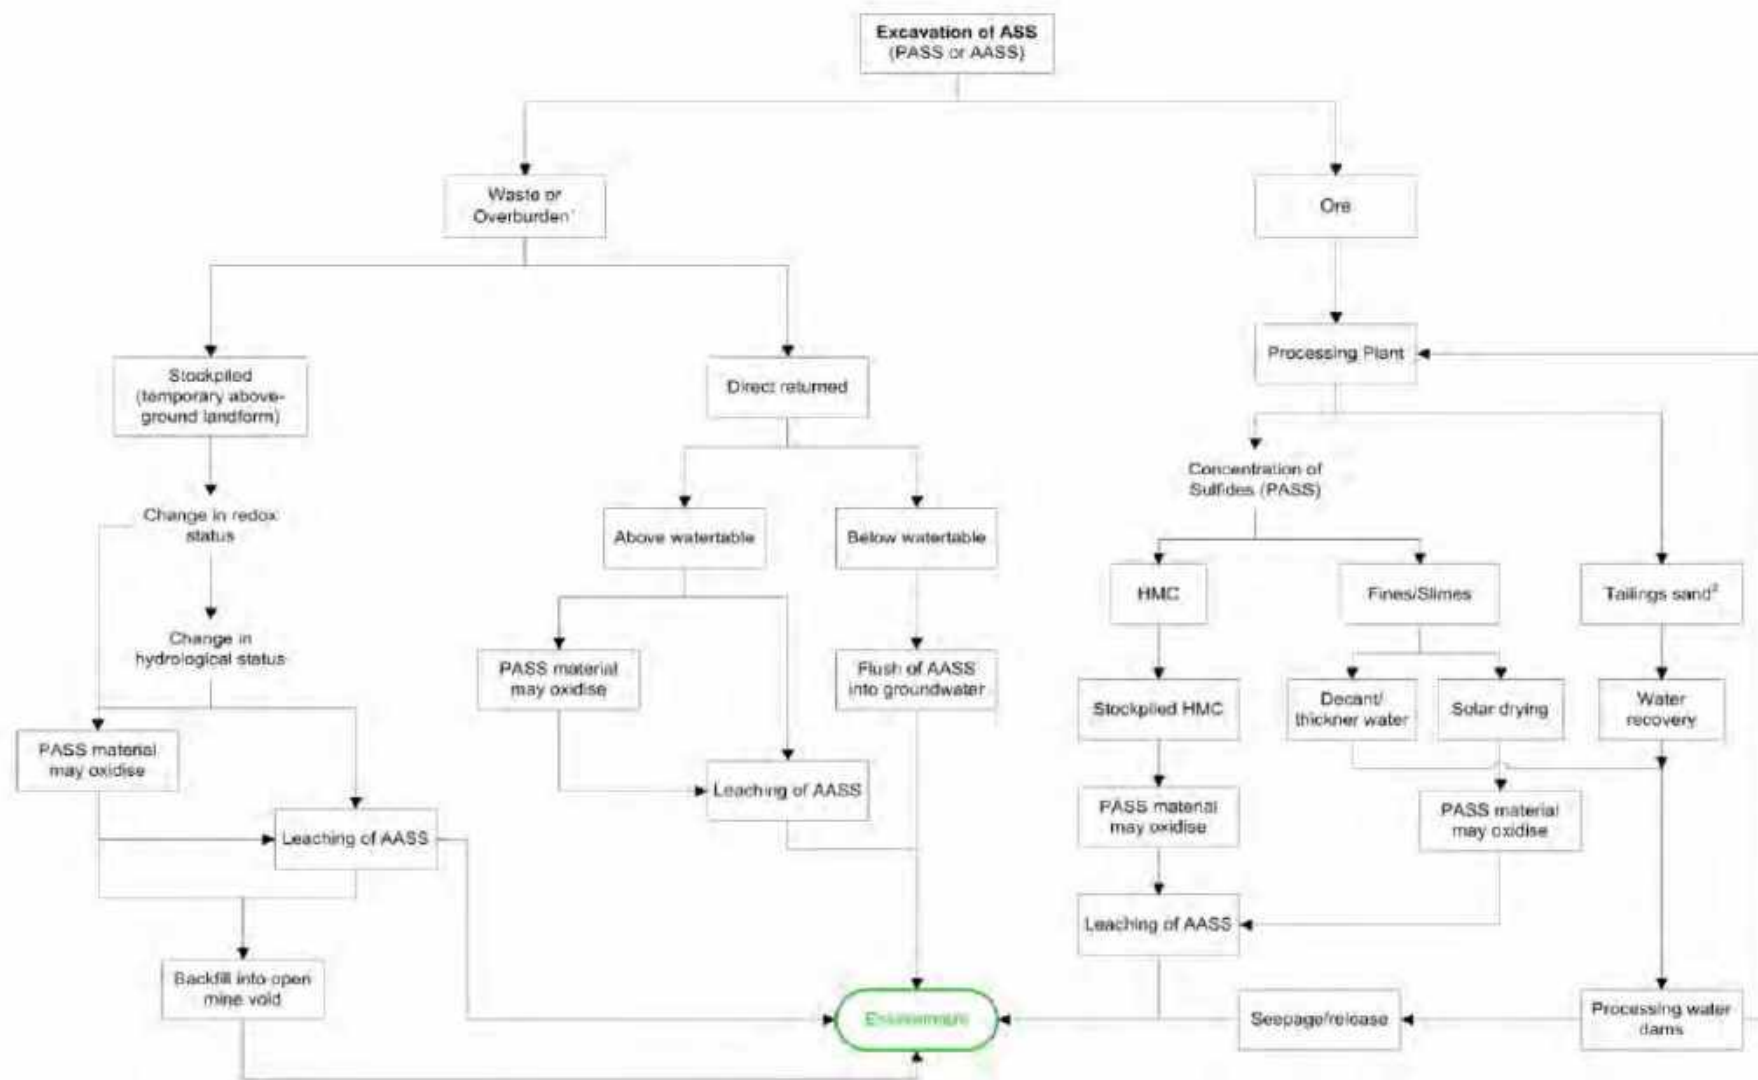 Excavation of ASS
(PASS or AASS)
Waste or
Overburden¹
Ore
Processing Plant
Stockpiled
(temporary above-
ground landform)
Direct returned
Concentration of
Sulfides (PASS)
Change in redox
status
Above watertable
Below watertable
HMC
Fines/Slimes
Tailings sand²
Change in
hydrological status
PASS material
may oxidise
Flush of AASS
into groundwater
Stockpiled HMC
Decant/
thickner water
Solar drying
Water
recovery
PASS material
may oxidise
Leaching of AASS
PASS material
may oxidise
PASS material
may oxidise
Leaching of AASS
Leaching of AASS
Backfill into open
mine void
Environment
Seepage/release
Processing water
dams